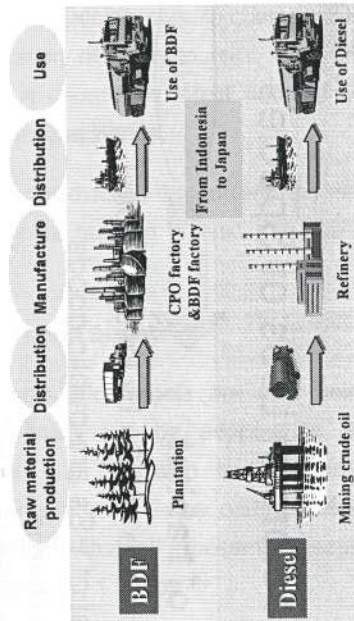 Raw material
production
Distribution
Manufacture
Distribution
Use
BDF
Plantation
CPO factory
&BDF factory
Use of BDF
From Indonesia
to Japan
Diesel
Mining crude oil
Refinery
Use of Diesel